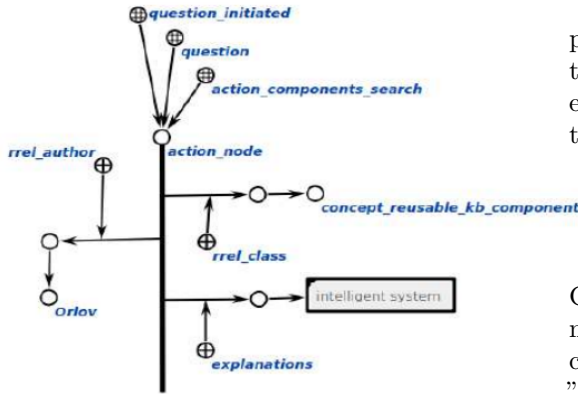 question_initiated
question
action_components_search
action_node
rrel_author
concept_reusable_kb_component
rrel_class
Orlov
intelligent system
explanations